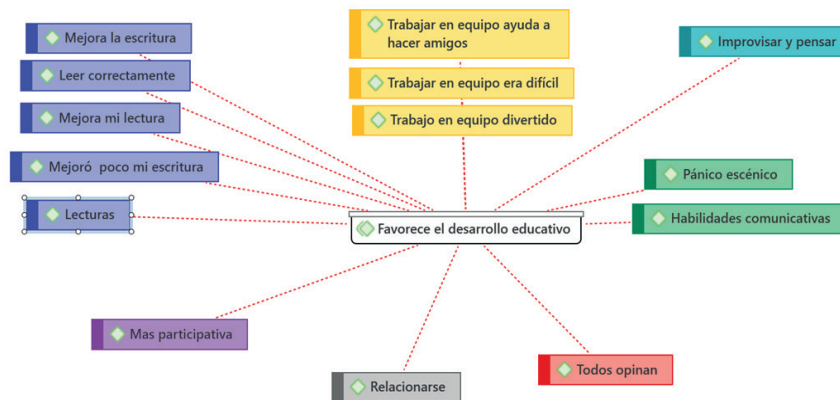 Mejora la escritura
Leer correctamente
Mejora mi lectura
Mejoró poco mi escritura
Lecturas
Trabajar en equipo ayuda a
hacer amigos
Trabajar en equipo era difícil
Trabajo en equipo divertido
Improvisar y pensar
Pánico escénico
Habilidades comunicativas
Favorece el desarrollo educativo
Mas participativa
Relacionarse
Todos opinan